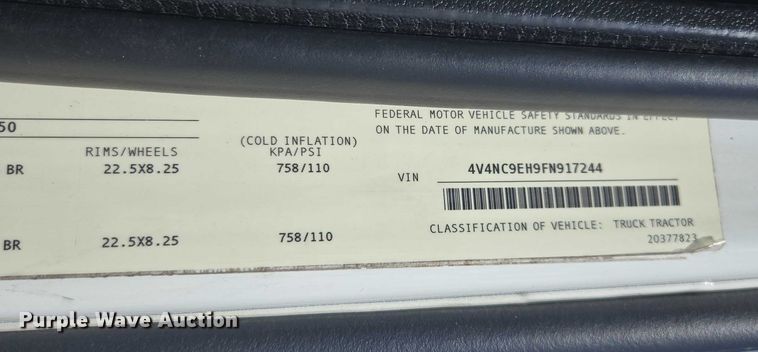 50
RIMS/WHEELS
(COLD INFLATION)
KPA/PSI
BR 22.5X8.25 758/110
BR 22.5X8.25 758/110
FEDERAL MOTOR VEHICLE SAFETY STANDARDS IN EFFECT
ON THE DATE OF MANUFACTURE SHOWN ABOVE.
VIN 4V4NC9EH9FN917244
CLASSIFICATION OF VEHICLE: TRUCK TRACTOR
20377823
Purple Wave Auction